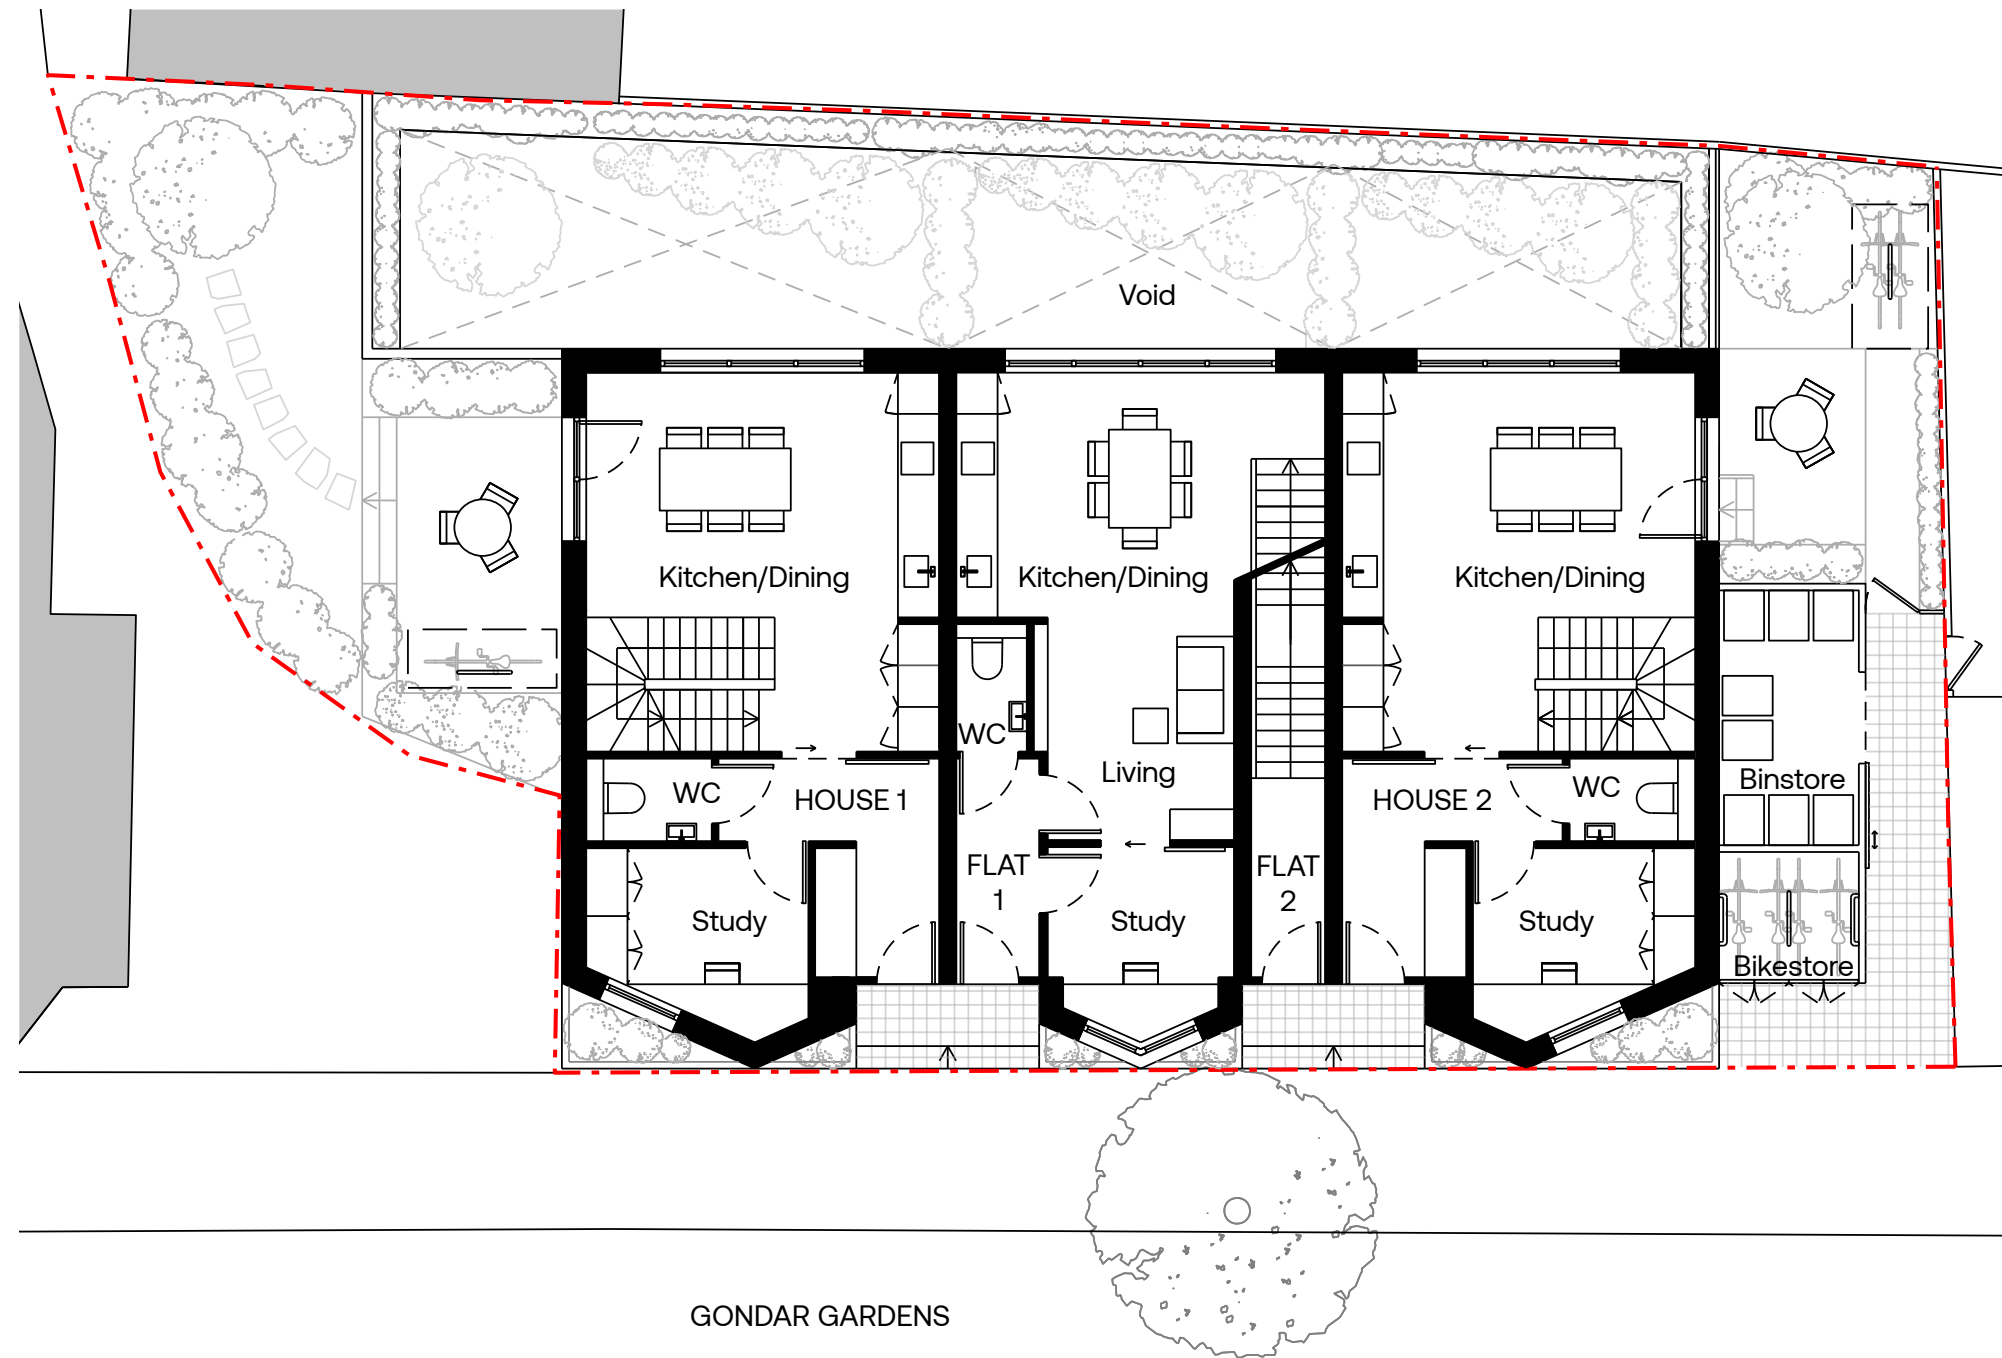 Void
Kitchen/Dining
Kitchen/Dining
Kitchen/Dining
WC
Living
WC
HOUSE 1
HOUSE 2
WC
Binstore
FLAT
1
FLAT
2
Study
Study
Study
Bikestore
GONDAR GARDENS